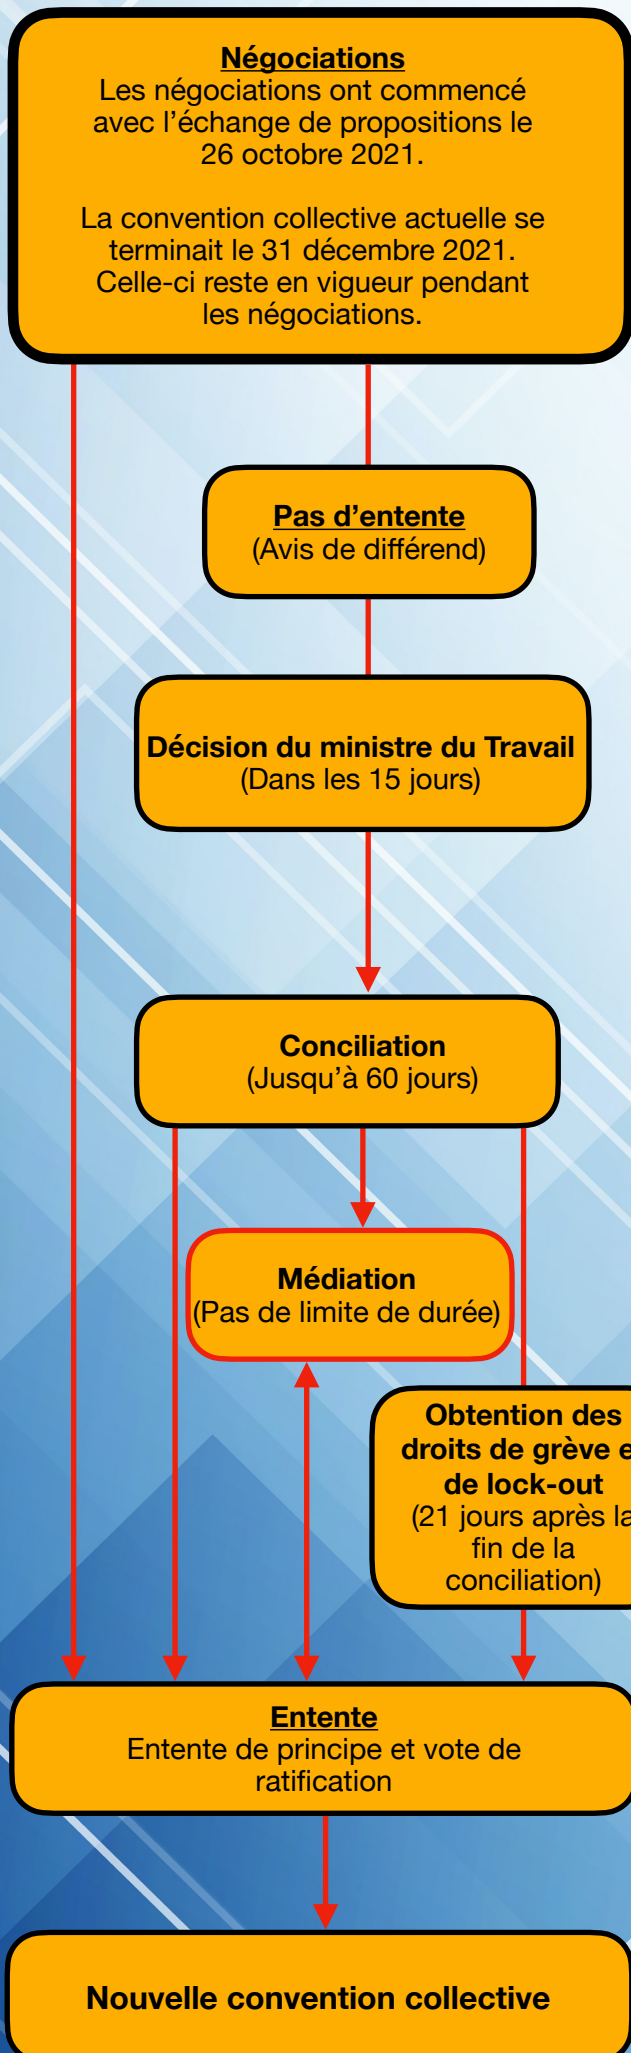 Négociations
Les négociations ont commencé
avec l’échange de propositions le
26 octobre 2021.
La convention collective actuelle se
terminait le 31 décembre 2021.
Celle-ci reste en vigueur pendant
les négociations.
Pas d’entente
(Avis de différend)
Décision du ministre du Travail
(Dans les 15 jours)
Conciliation
(Jusqu’à 60 jours)
Médiation
(Pas de limite de durée)
Obtention des
droits de grève e
de lock-out
(21 jours après la
fin de la
conciliation)
Entente
Entente de principe et vote de
ratification
Nouvelle convention collective